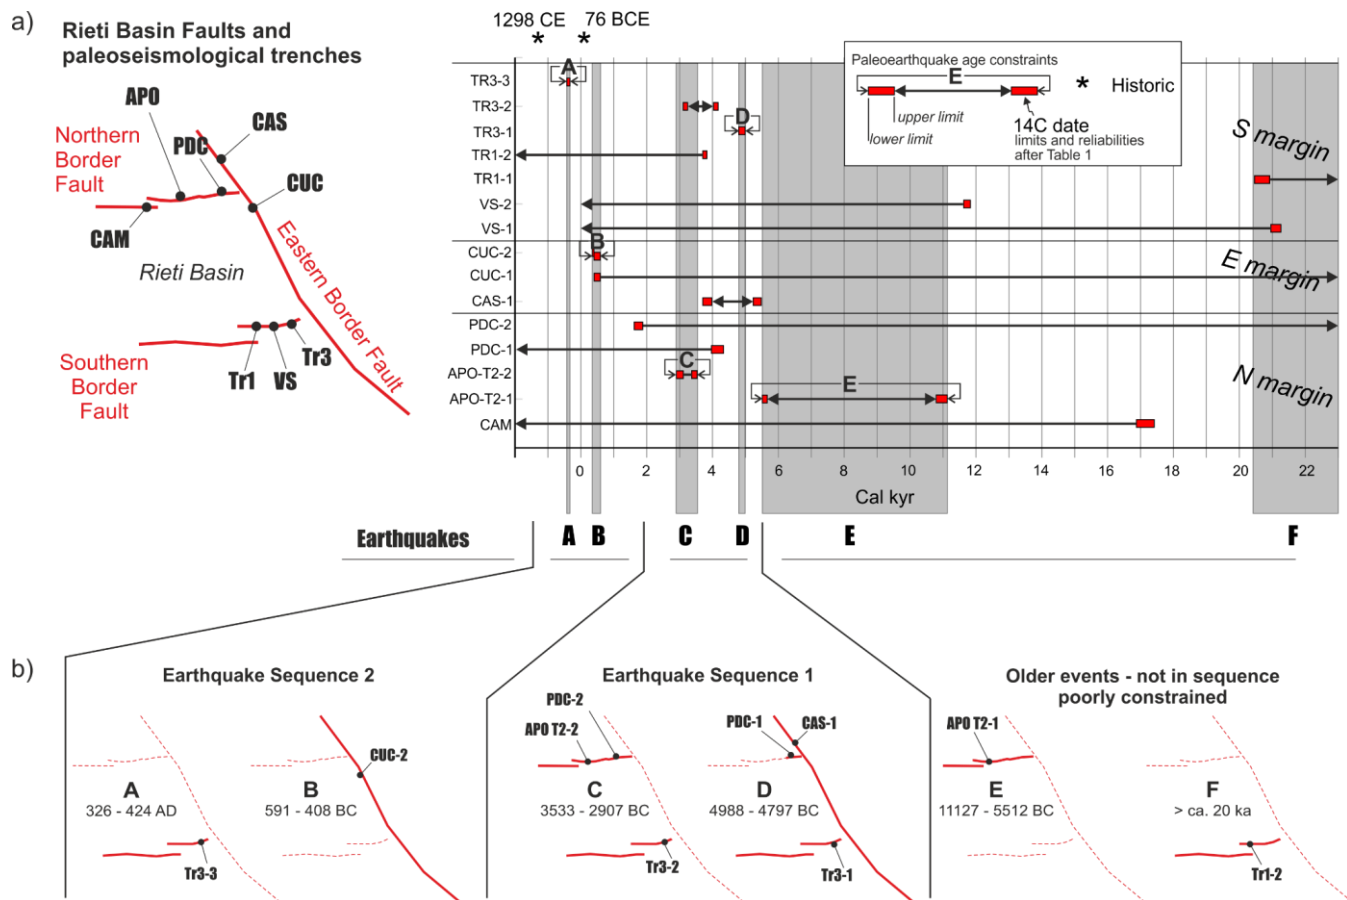 a)
Rieti Basin Faults and
paleoseismological trenches
APO
CAS
Northern
Border
Fault
PDC
CUC
CAM
Rieti Basin
Eastern Border Fault
Southern
Border
Fault
Tr1
VS
Tr3
1298 CE
76 BCE
* *
Paleoearthquake age constraints
E
* Historic
upper limit
lower limit
14C date
limits and reliabilities
after Table 1
TR3-3
A
TR3-2
TR3-1
D
TR1-2
TR1-1
VS-2
VS-1
S margin
CUC-2
B
CUC-1
CAS-1
E margin
PDC-2
PDC-1
APO-T2-2
C
APO-T2-1
E
CAM
N margin
0 2 4 6 8 10 12 14 16 18 20 22
Cal kyr
Earthquakes
A B C D E F
b)
Earthquake Sequence 2
A
326 - 424 AD
Tr3-3
CUC-2
B
591 - 408 BC
Earthquake Sequence 1
PDC-2
APO T2-2
C
3533 - 2907 BC
Tr3-2
PDC-1
CAS-1
D
4988 - 4797 BC
Tr3-1
Older events - not in sequence
poorly constrained
APO T2-1
E
11127 - 5512 BC
F
> ca. 20 ka
Tr1-2